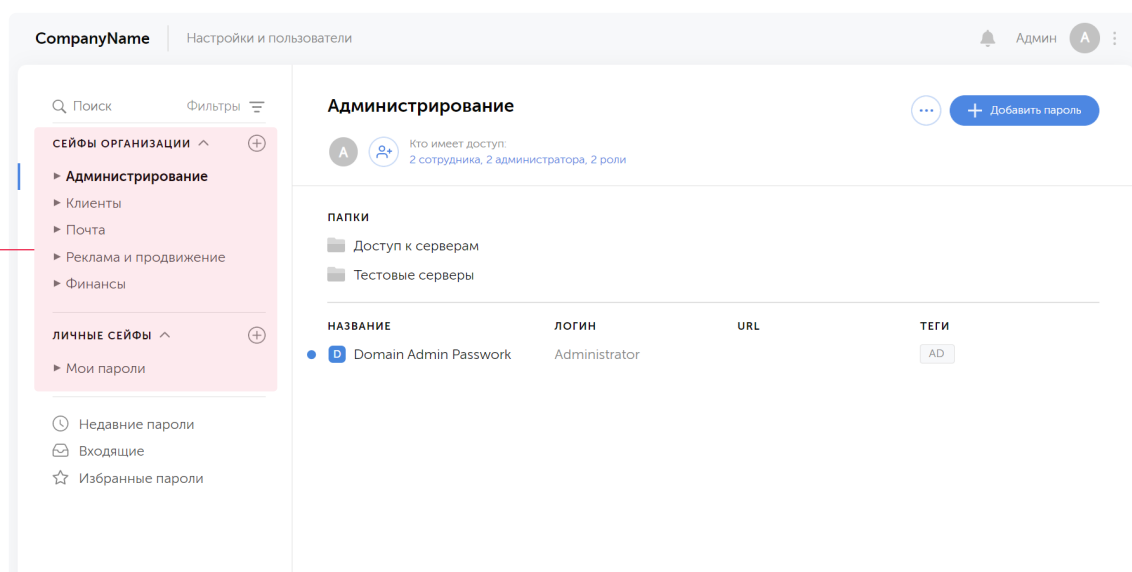 CompanyName
Настройки и пользователи
Админ
А
Поиск
Фильтры
СЕЙФЫ ОРГАНИЗАЦИИ
Администрирование
Клиенты
Почта
Реклама и продвижение
Финансы
ЛИЧНЫЕ СЕЙФЫ
Мои пароли
Недавние пароли
Входящие
Избранные пароли
Администрирование
Добавить пароль
А
Кто имеет доступ:
2 сотрудника, 2 администратора, 2 роли
ПАПКИ
Доступ к серверам
Тестовые серверы
НАЗВАНИЕ ЛОГИН URL ТЕГИ
D Domain Admin Passwork Administrator AD